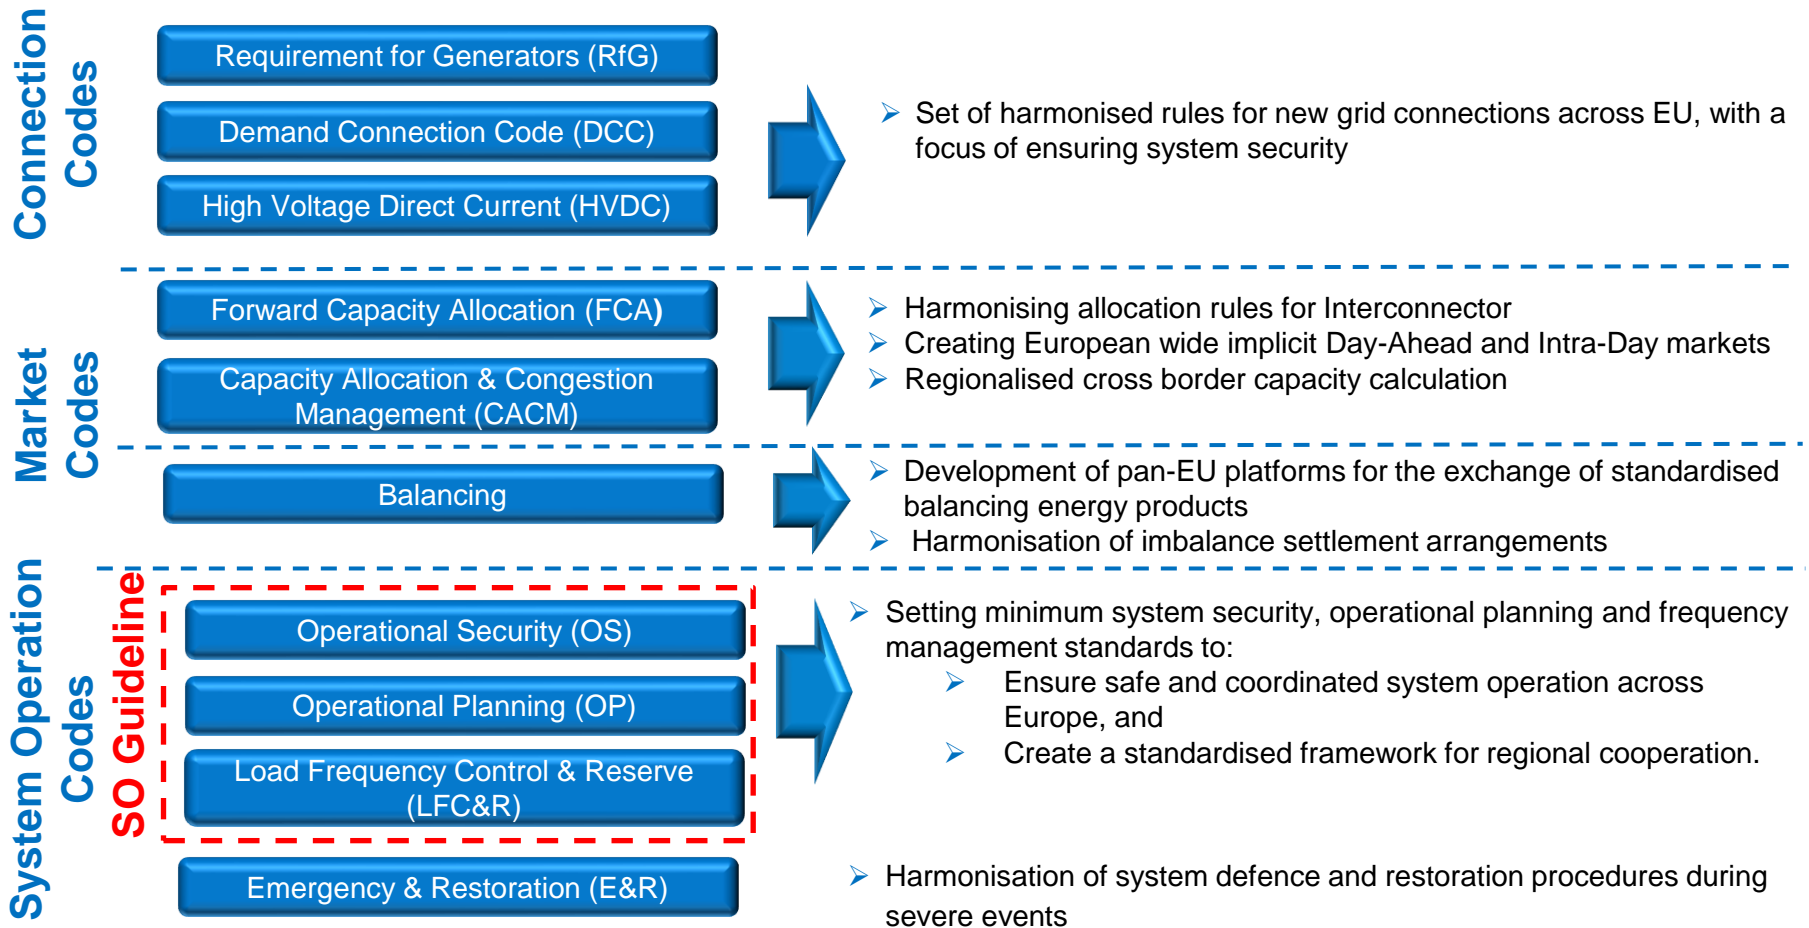 Connection
Codes
Requirement for Generators (RfG)
Demand Connection Code (DCC)
High Voltage Direct Current (HVDC)
Set of harmonised rules for new grid connections across EU, with a
focus of ensuring system security
Market
Codes
Forward Capacity Allocation (FCA)
Capacity Allocation & Congestion
Management (CACM)
Harmonising allocation rules for Interconnector
Creating European wide implicit Day-Ahead and Intra-Day markets
Regionalised cross border capacity calculation
Balancing
Development of pan-EU platforms for the exchange of standardised
balancing energy products
Harmonisation of imbalance settlement arrangements
System Operation
Codes
SO Guideline
Operational Security (OS)
Operational Planning (OP)
Load Frequency Control & Reserve
(LFC&R)
Setting minimum system security, operational planning and frequency
management standards to:
Ensure safe and coordinated system operation across
Europe, and
Create a standardised framework for regional cooperation.
Emergency & Restoration (E&R)
Harmonisation of system defence and restoration procedures during
severe events